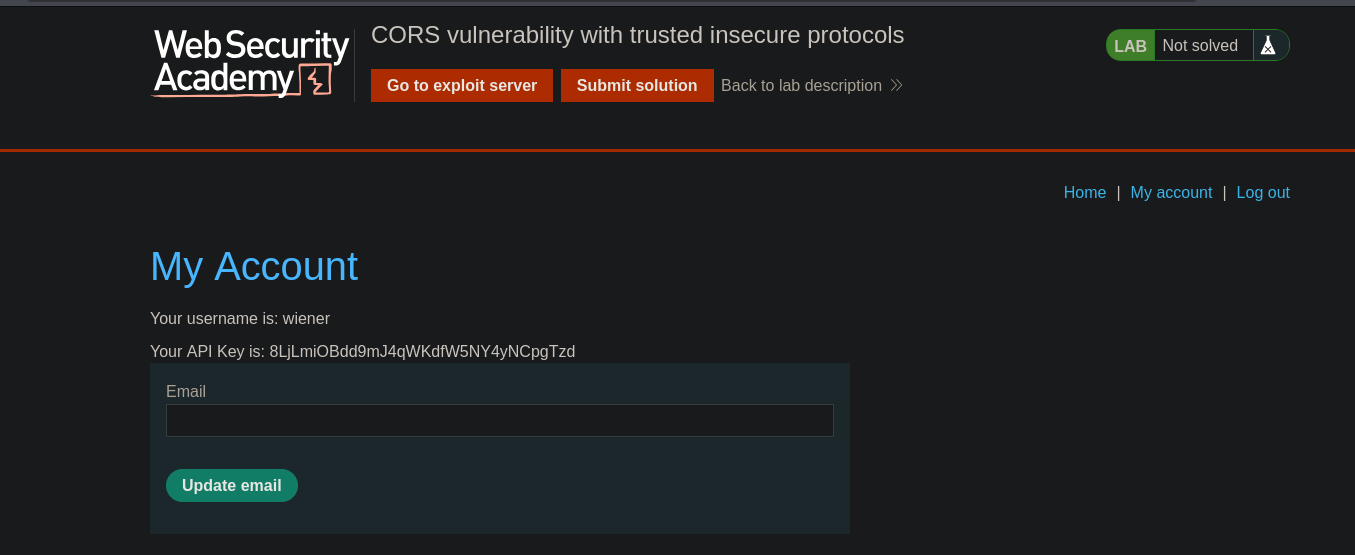 Web Security
Academy
CORS vulnerability with trusted insecure protocols
Go to exploit server
Submit solution
Back to lab description
LAB
Not solved
Home | My account | Log out
My Account
Your username is: wiener
Your API Key is: 8LjLmiOBdd9mJ4qWKdfW5NY4yNCpgTzd
Email
Update email